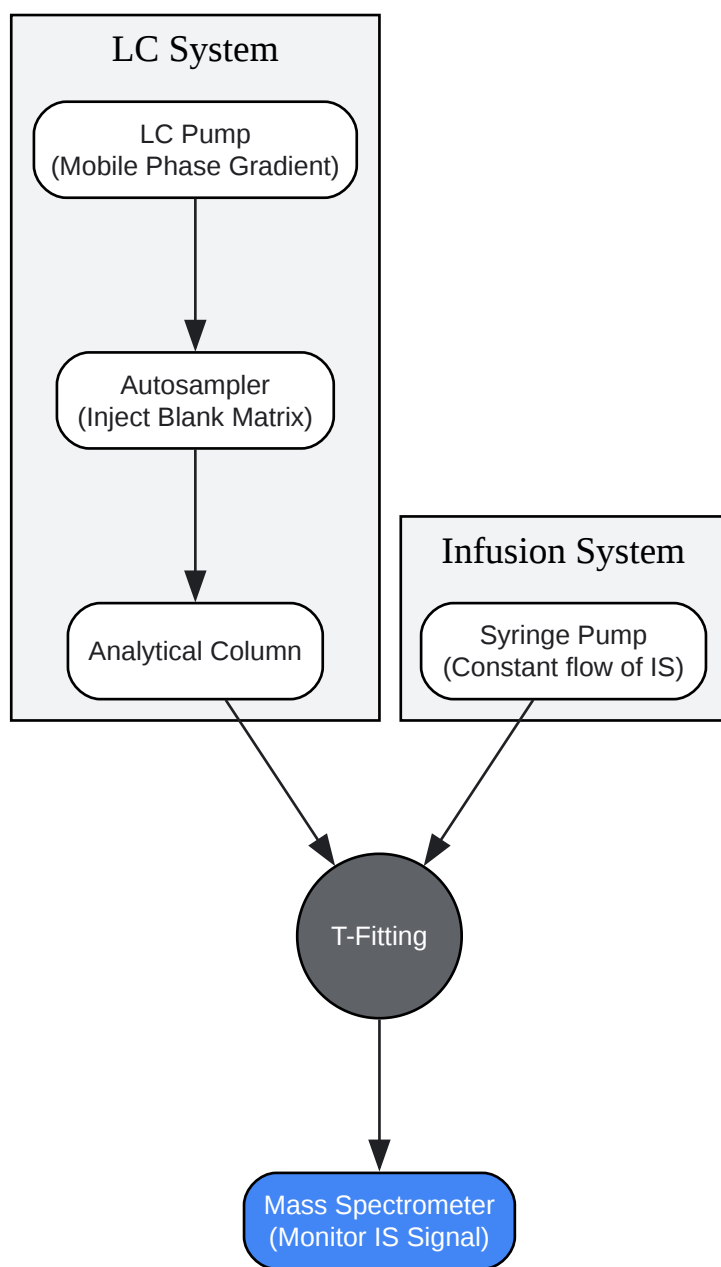 LC System
LC Pump
(Mobile Phase Gradient)
Autosampler
(Inject Blank Matrix)
Analytical Column
Infusion System
Syringe Pump
(Constant flow of IS)
T-Fitting
Mass Spectrometer
(Monitor IS Signal)